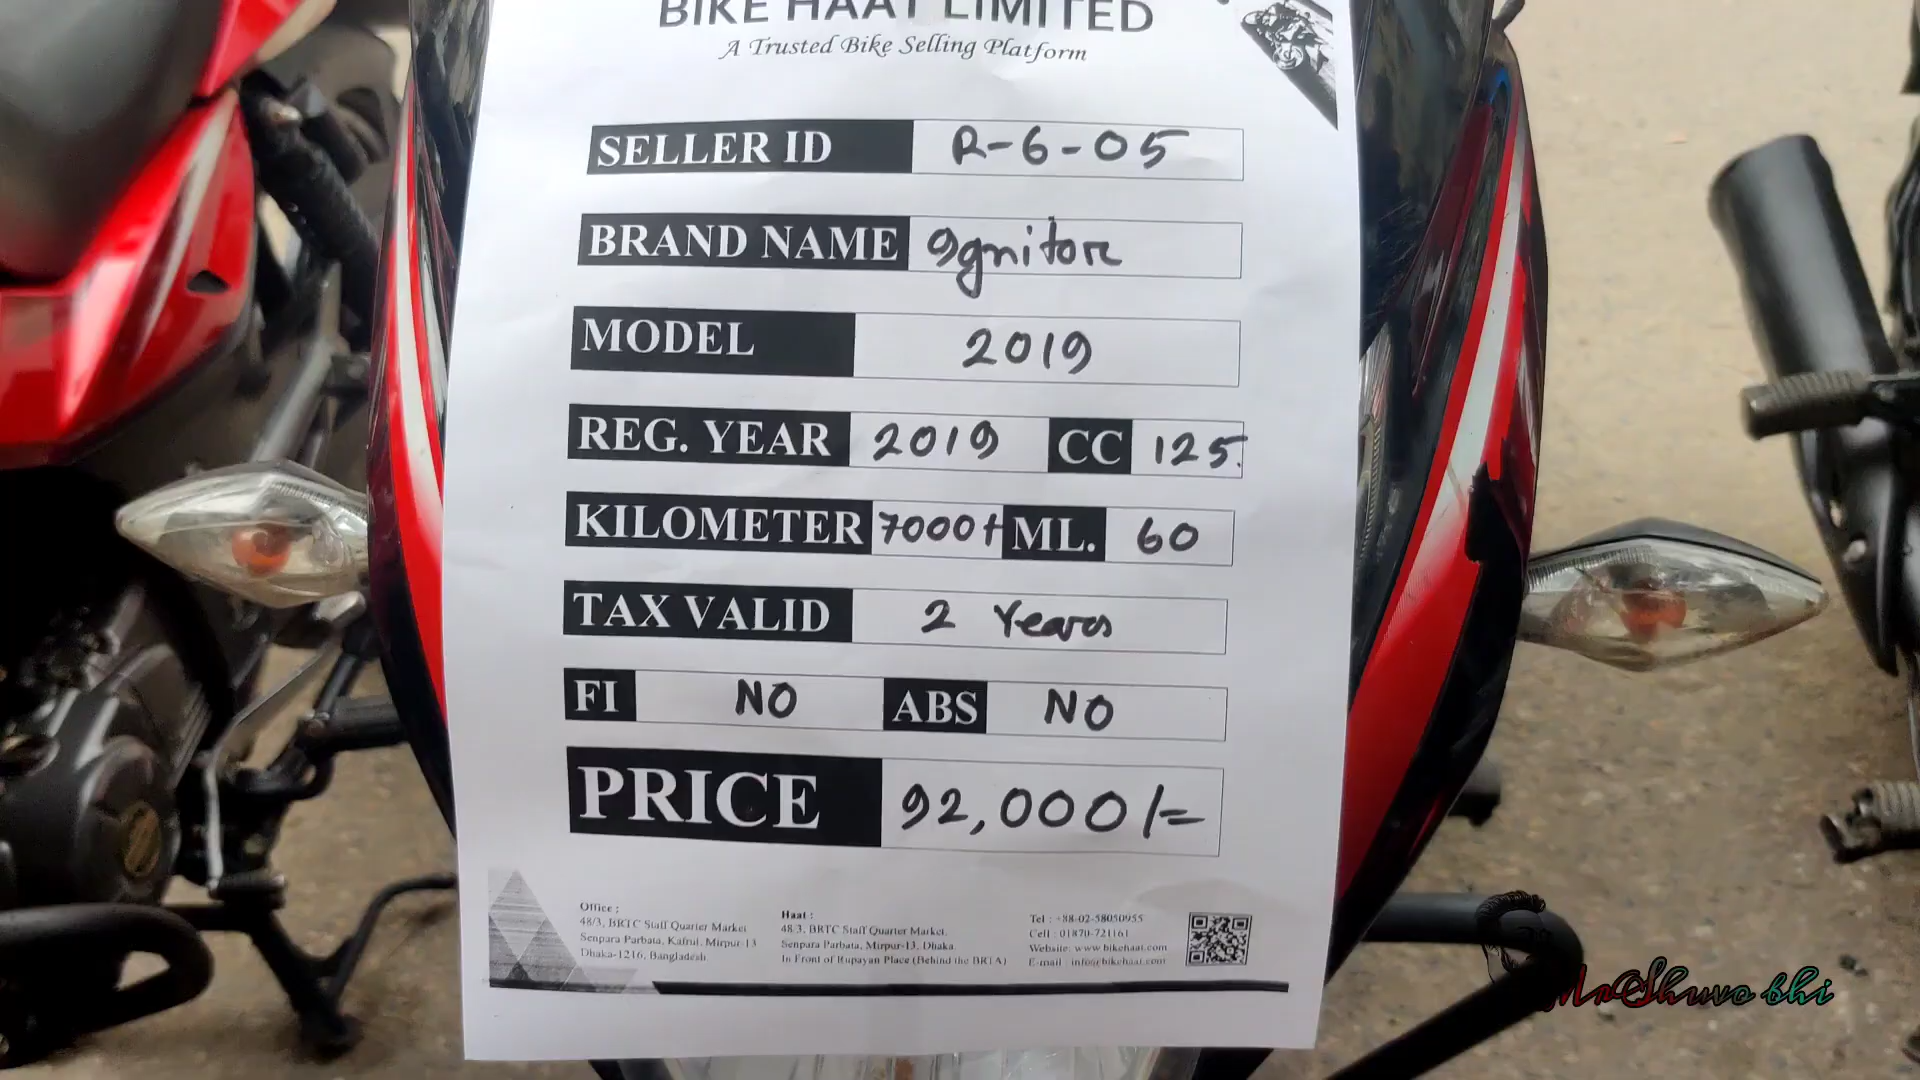 BIKE HAAT LIMITED
A Trusted Bike Selling Platform
SELLER ID R-6-05
BRAND NAME Ignitor
MODEL 2019
REG. YEAR 2019 CC 125.
KILOMETER 7000+ ML. 60
TAX VALID 2 Years
FI NO ABS NO
PRICE 92,000/=
Office :
48/3, BRTC Staff Quarter Market
Senpara Parbata, Kafrul, Mirpur-13
Dhaka-1216, Bangladesh
Haat :
48/3, BRTC Staff Quarter Market,
Senpara Parbata, Mirpur-13, Dhaka
In Front of Rupayan Place (Behind the BRTA)
Tel : +88-02-58050955
Cell : 01870-721161
Website: www.bikehaat.com
E-mail : info@bikehaat.com
Mr Shuvo bhi